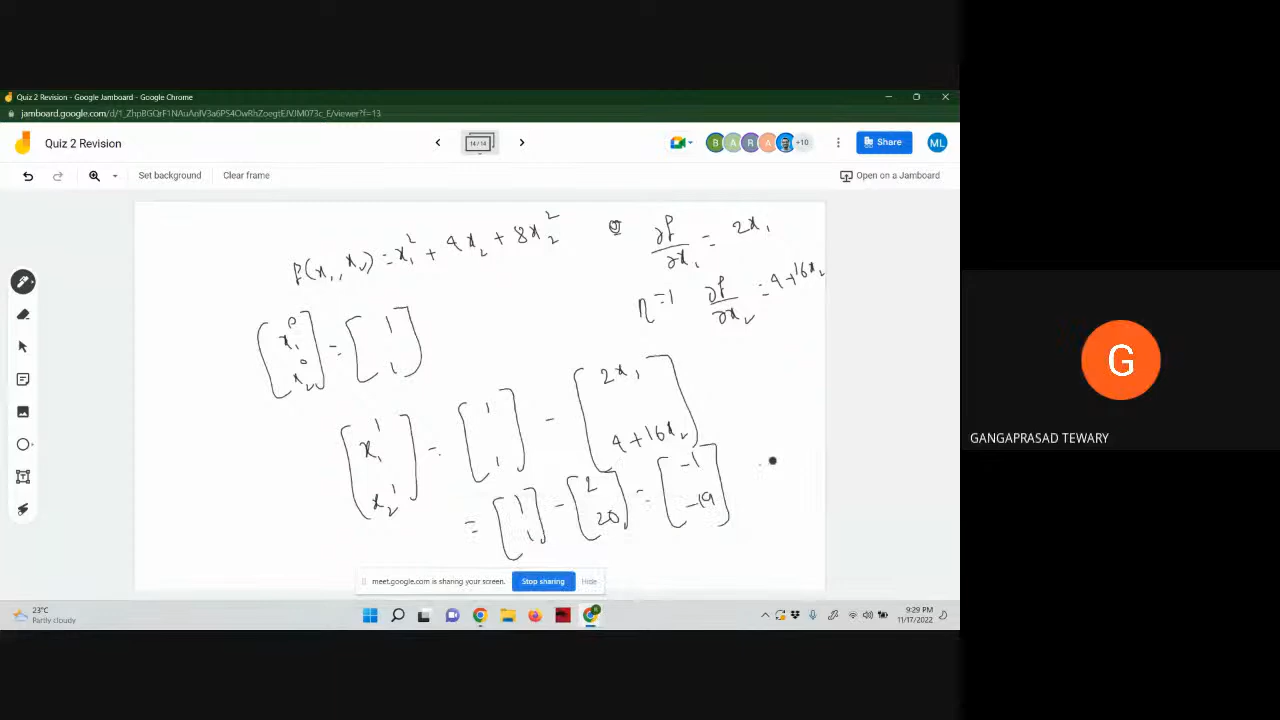 Quiz 2 Revision - Google Jamboard - Google Chrome
Quiz 2 Revision
14/14
B A R A +10
Share
ML
Set background
Clear frame
Open on a Jamboard
f(x₁, x₂) = x₁² + 4x₂ + 8x₂²
∂f/∂x₁ = 2x₁
η = 1 ∂f/∂x₂ = 4 + 16x₂
[x₁⁰ x₂⁰] = [1 1]
[x₁¹ x₂¹] = [1 1] - [2x₁ 4 + 16x₂]
= [1 1] - [2 20] = [-1 -19]
G
GANGAPRASAD TEWARY
meet.google.com is sharing your screen.
Stop sharing
Hide
23°C
Partly cloudy
9:29 PM
11/17/2022